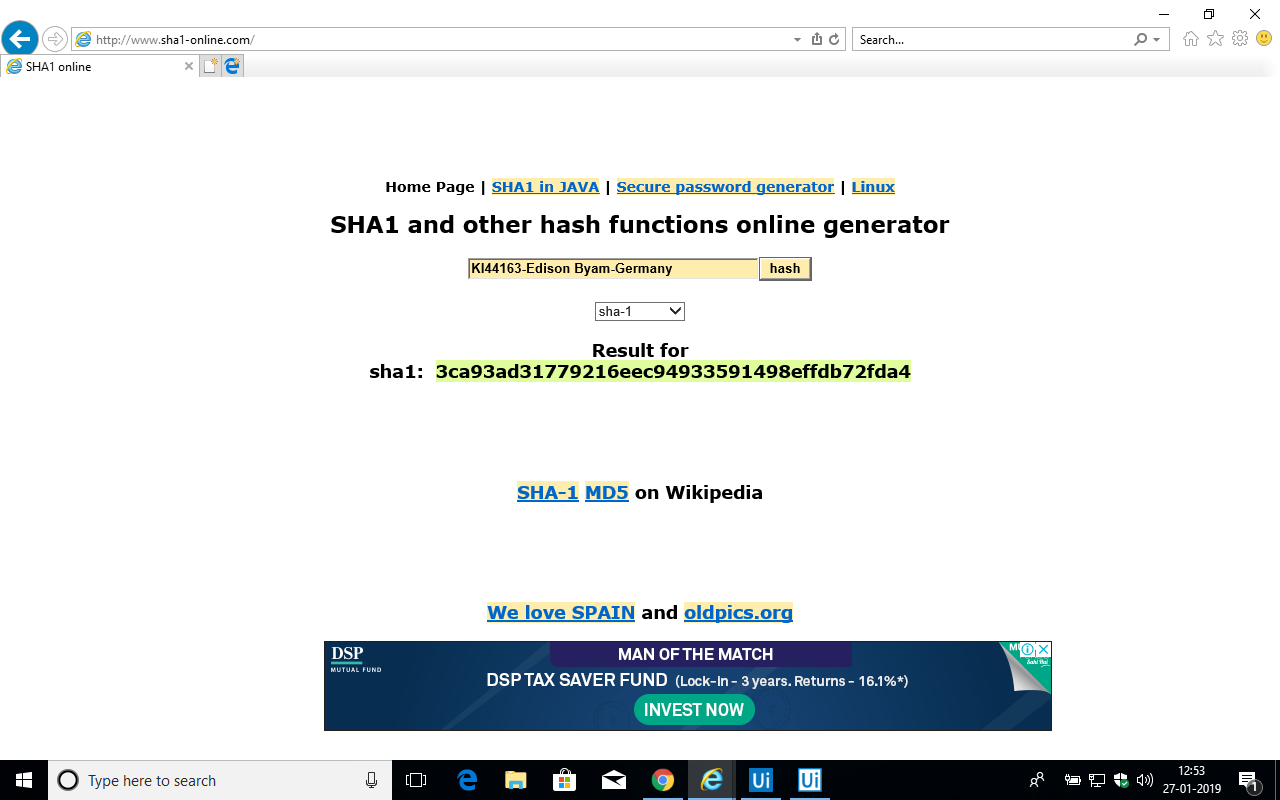 http://www.sha1-online.com/
Search...
SHA1 online
Home Page | SHA1 in JAVA | Secure password generator | Linux
SHA1 and other hash functions online generator
KI44163-Edison Byam-Germany hash
sha-1
Result for
sha1: 3ca93ad31779216eec94933591498effdb72fda4
SHA-1 MD5 on Wikipedia
We love SPAIN and oldpics.org
DSP
MUTUAL FUND
MAN OF THE MATCH
DSP TAX SAVER FUND (Lock-in - 3 years. Returns - 16.1%*)
INVEST NOW
Sahi Hai
Type here to search
Ui
Ui
12:53
27-01-2019
1